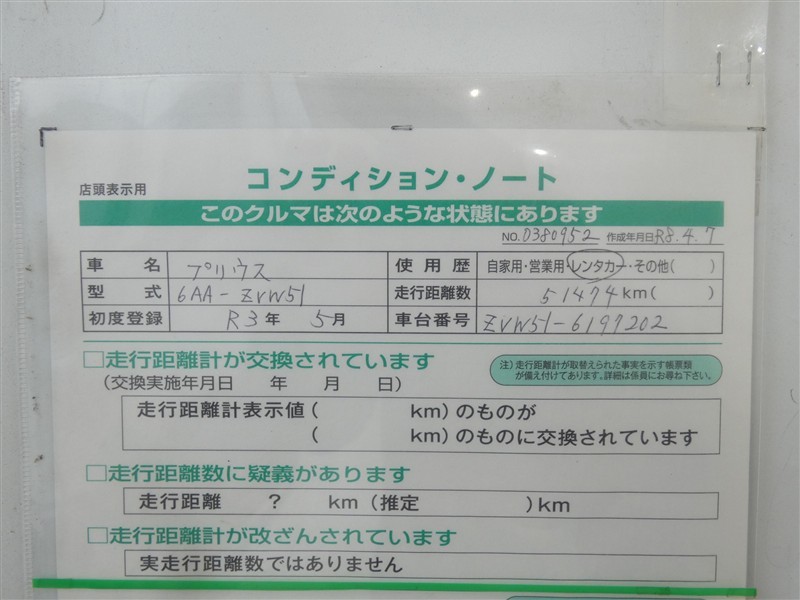 コンディション・ノート
店頭表示用
このクルマは次のような状態にあります
NO. 0380952 作成年月日 R8.4.7
車名 プリウス 使用歴 自家用・営業用・レンタカー・その他( )
型式 6AA-ZVW51 走行距離数 51474km( )
初度登録 R3年 5月 車台番号 ZVW51-6197202
□走行距離計が交換されています
(交換実施年月日 年 月 日)
注)走行距離計が取替えられた事実を示す帳票類
が備え付けてあります。詳細は係員にお尋ね下さい。
走行距離計表示値( km)のものが
( km)のものに交換されています
□走行距離数に疑義があります
走行距離 ? km(推定 )km
□走行距離計が改ざんされています
実走行距離数ではありません